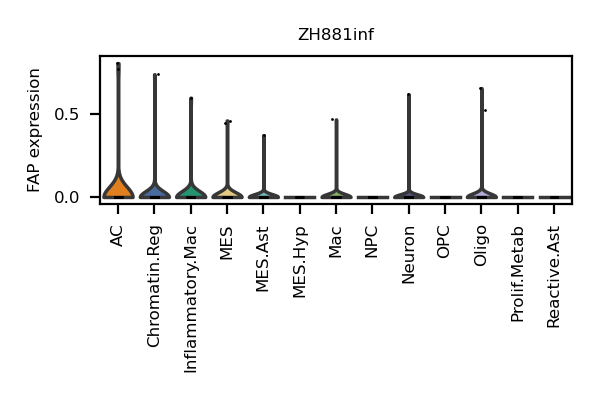 ZH881inf
FAP expression
0.5
0.0
AC
Chromatin.Reg
Inflammatory.Mac
MES
MES.Ast
MES.Hyp
Mac
NPC
Neuron
OPC
Oligo
Prolif.Metab
Reactive.Ast